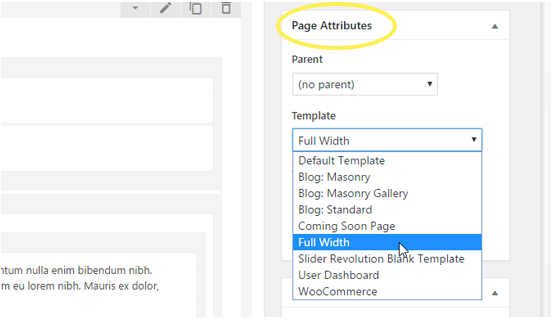 Page Attributes
Parent
(no parent)
Template
Full Width
Default Template
Blog: Masonry
Blog: Masonry Gallery
Blog: Standard
Coming Soon Page
Full Width
Slider Revolution Blank Template
User Dashboard
WooCommerce
ntum nulla enim bibendum nibh.
m eu lorem nibh. Mauris ex dolor,